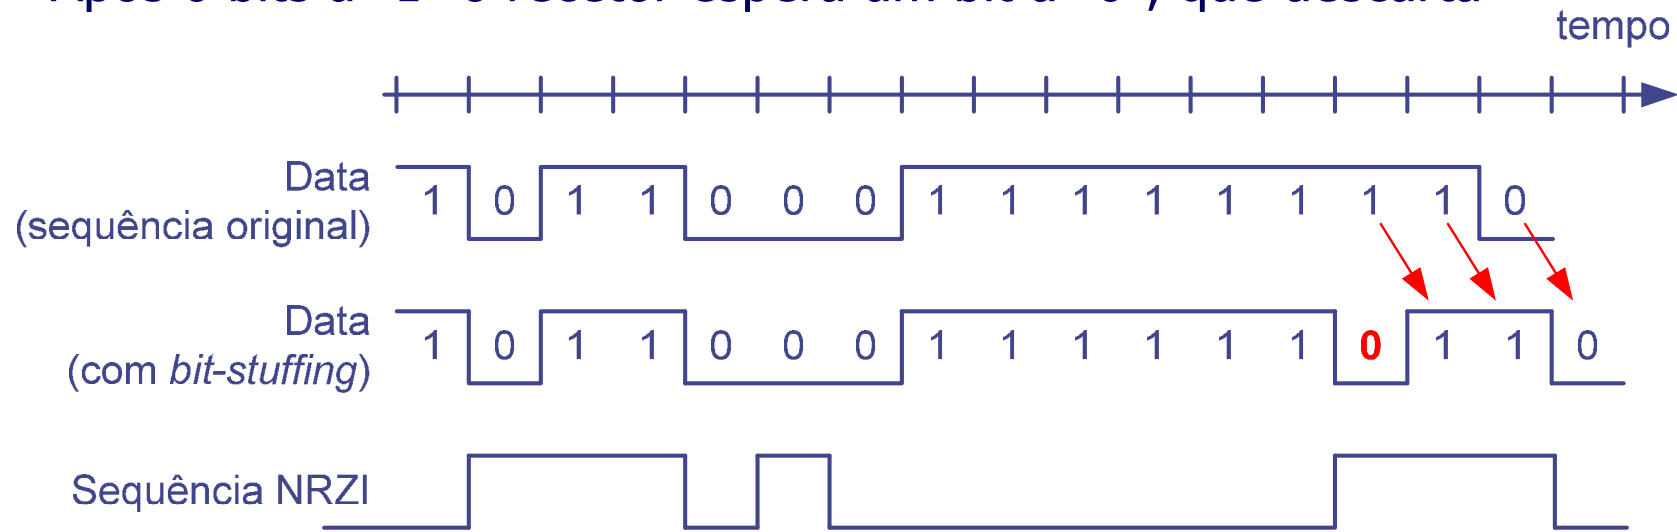 tempo
Data
(sequência original)
1 0 1 1 0 0 0 1 1 1 1 1 1 1 1 0
Data
(com bit-stuffing)
1 0 1 1 0 0 0 1 1 1 1 1 1 0 1 1 0
Sequência NRZI